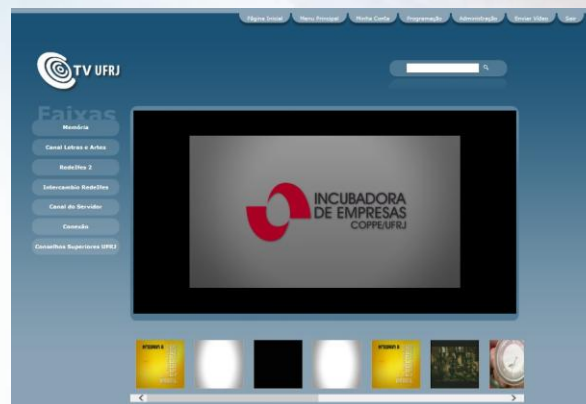 Página Inicial
Menu Principal
Minha Conta
Programação
Administração
Enviar Vídeo
Sair
TV UFRJ
Faixas
Memória
Canal Letras e Artes
RedeIfes 2
Intercambio RedeIfes
Canal do Servidor
Conexão
Conselhos Superiores UFRJ
INCUBADORA
DE EMPRESAS
COPPE/UFRJ